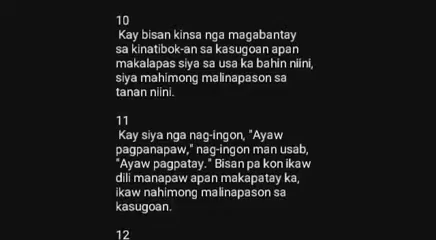 10
Kay bisan kinsa nga magabantay
sa kinatibok-an sa kasugoan apan
makalapas siya sa usa ka bahin niini,
siya mahimong malinapason sa
tanan niini.
11
Kay siya nga nag-ingon, "Ayaw
pagpanapaw," nag-ingon man usab,
"Ayaw pagpatay." Bisan pa kon ikaw
dili manapaw apan makapatay ka,
ikaw nahimong malinapason sa
kasugoan.
12